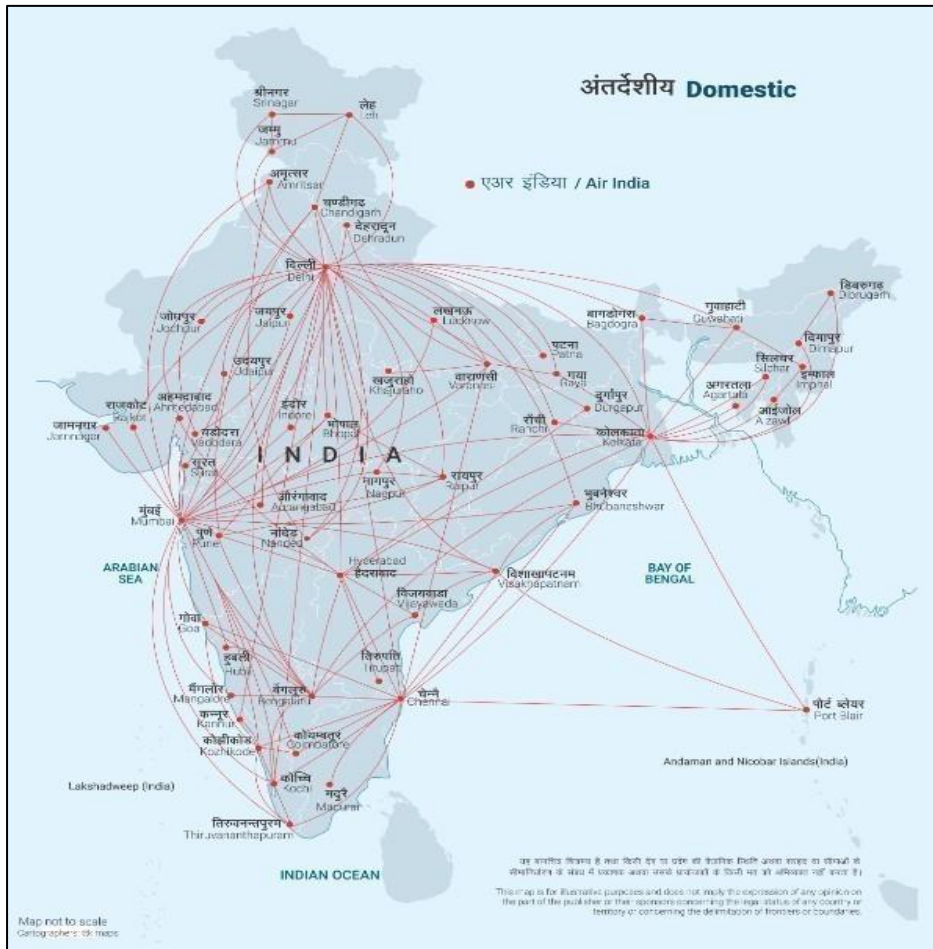 अंतर्देशीय Domestic
एअर इंडिया / Air India
श्रीनगर
Srinagar
लेह
Leh
जम्मु
Jammu
अमृत्सर
Amritsar
चण्डीगढ़
Chandigarh
देहरादून
Dehradun
दिल्ली
Delhi
जोधपुर
Jodhpur
जयपुर
Jaipur
लखनऊ
Lucknow
बागडोगरा
Bagdogra
गुवाहाटी
Guwahati
डिबरुगढ़
Dibrugarh
दिमापुर
Dimapur
सिलचर
Silchar
इम्फाल
Imphal
अगरतला
Agartala
आईजोल
Aizawl
पटना
Patna
गया
Gaya
वाराणसी
Varanasi
खजुराहो
Khajuraho
उदयपुर
Udaipur
दुर्गापुर
Durgapur
राँची
Ranchi
कोलकाता
Kolkata
राजकोट
Rajkot
अहमदाबाद
Ahmedabad
जामनगर
Jamnagar
वडोदरा
Vadodara
इंदौर
Indore
भोपाल
Bhopal
INDIA
सूरत
Surat
नागपुर
Nagpur
रायपुर
Raipur
औरंगाबाद
Aurangabad
भुबनेश्वर
Bhubaneshwar
मुंबई
Mumbai
पुणे
Pune
नांदेड
Nanded
Hyderabad
हैदराबाद
विशाखापटनम
Visakhapatnam
विजयवाडा
Vijayawada
ARABIAN
SEA
BAY OF
BENGAL
गोवा
Goa
हुबली
Hubli
तिरुपति
Tirupati
मैंगलोर
Mangalore
बेंगलूरु
Bengaluru
चेन्नै
Chennai
कन्नूर
Kannur
कोझीकोड
Kozhikode
कोयम्बतूर
Coimbatore
पोर्ट ब्लेयर
Port Blair
कोच्चि
Kochi
मदुरै
Madurai
Andaman and Nicobar Islands(India)
Lakshadweep (India)
तिरुवनन्तपुरम
Thiruvananthapuram
INDIAN OCEAN
This map is for illustrative purposes and does not imply the expression of any opinion on
the part of the publisher or their sponsors concerning the legal status of any country or
territory or concerning the delimitation of frontiers or boundaries.
Map not to scale
Cartographers: maps